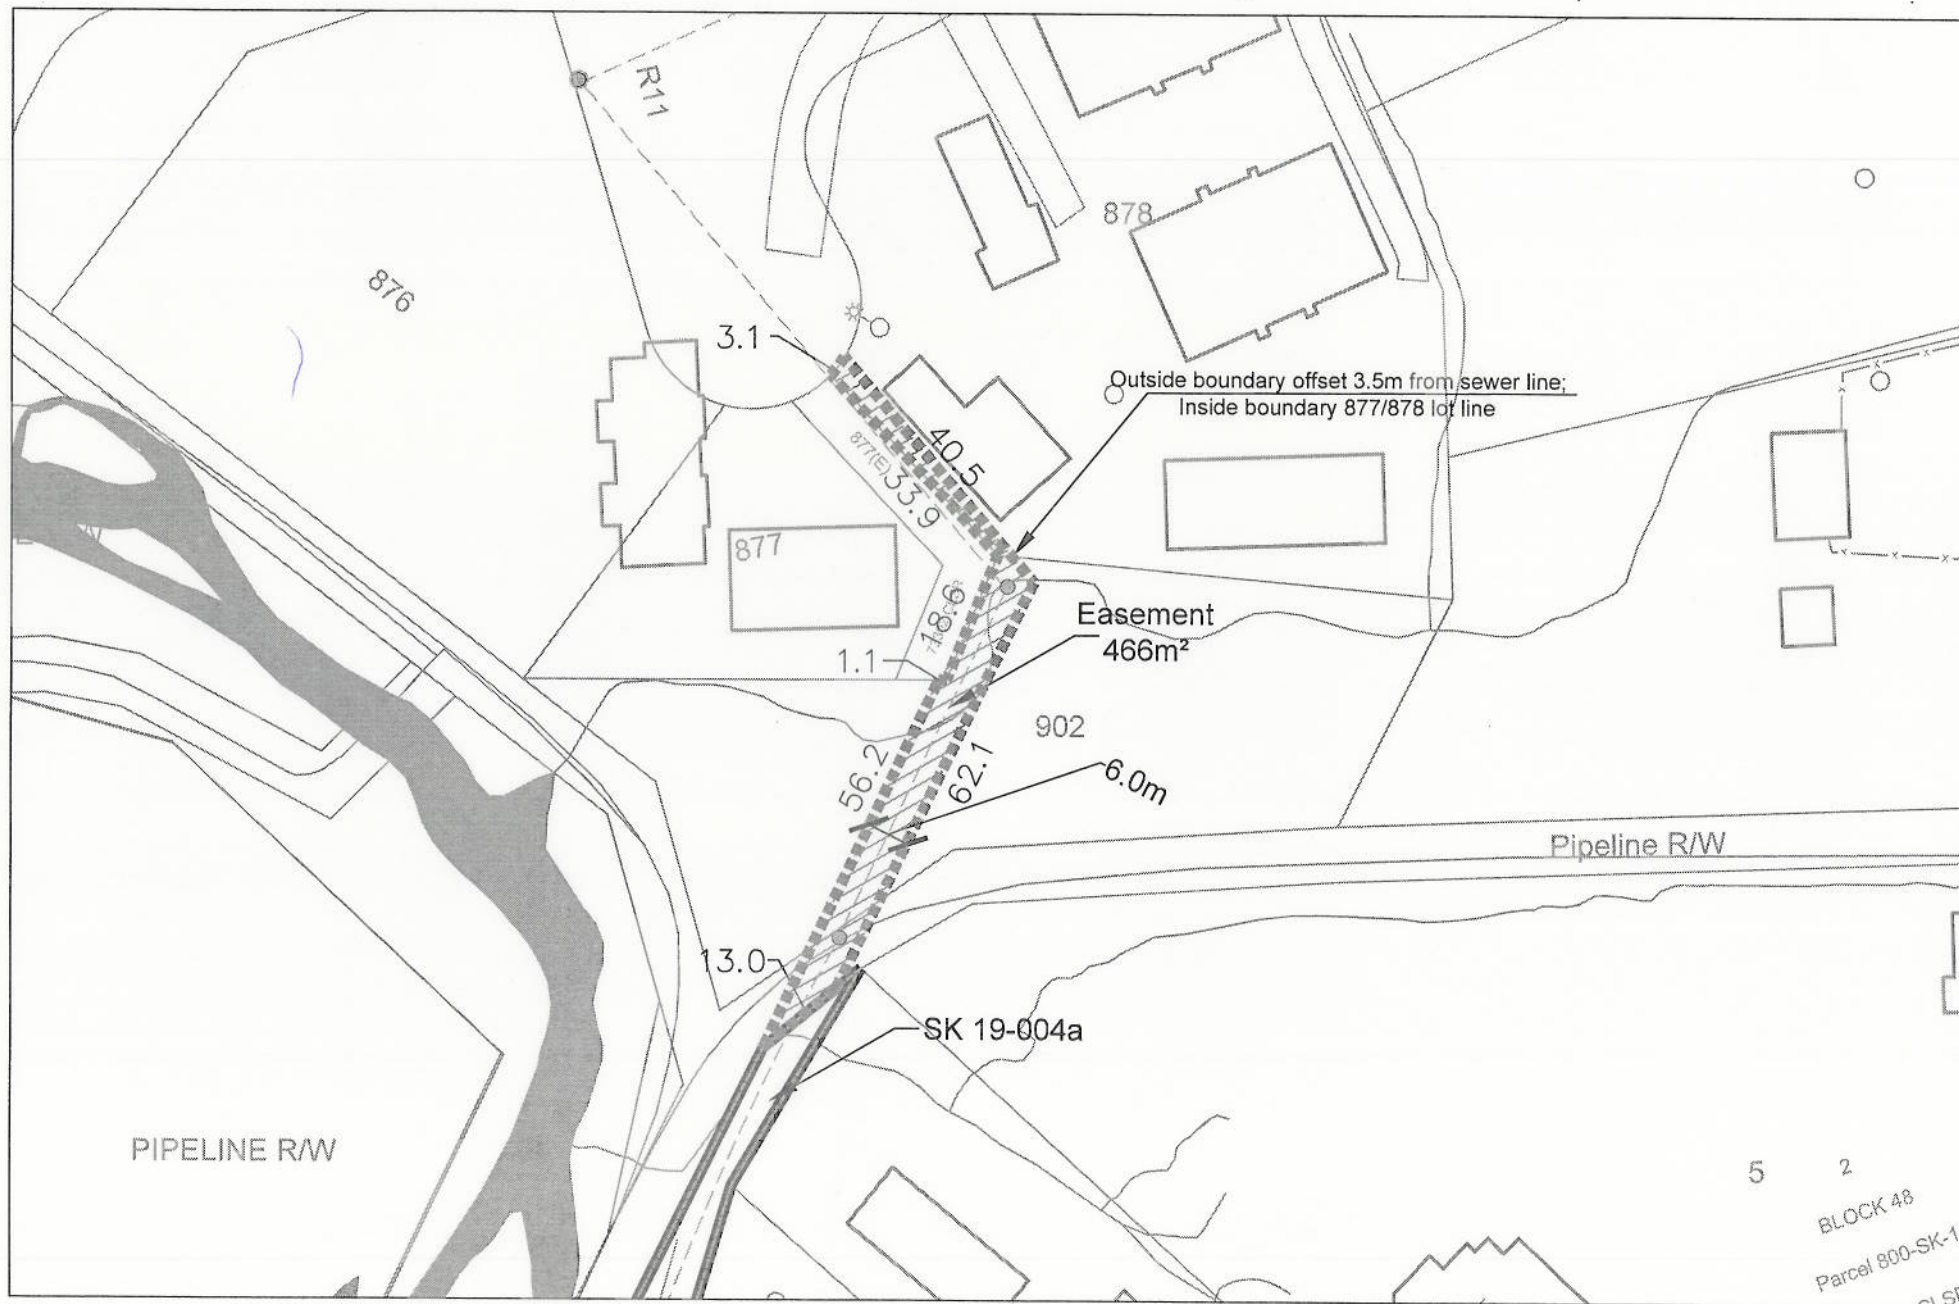 R11
878
876
3.1
Outside boundary offset 3.5m from sewer line;
Inside boundary 877/878 lot line
40.5
877(E)
33.9
877
18.6
Easement
466m²
1.1
902
56.2
62.1
6.0m
Pipeline R/W
13.0
SK 19-004a
PIPELINE R/W
5
2
BLOCK 48
Parcel 800-SK-1